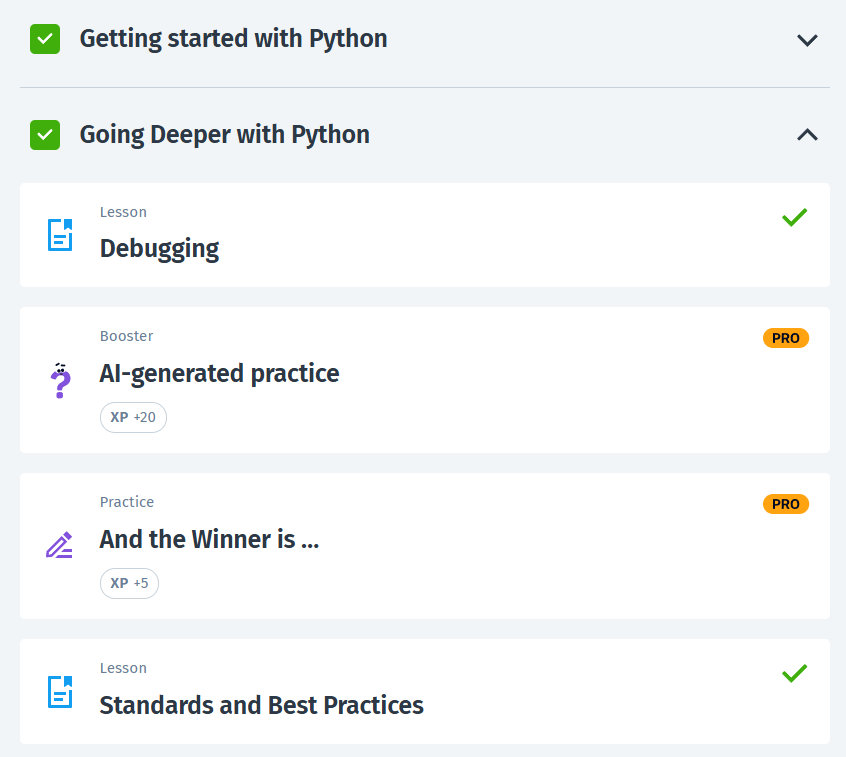 Getting started with Python
Going Deeper with Python
Lesson
Debugging
Booster
PRO
AI-generated practice
XP +20
Practice
PRO
And the Winner is ...
XP +5
Lesson
Standards and Best Practices